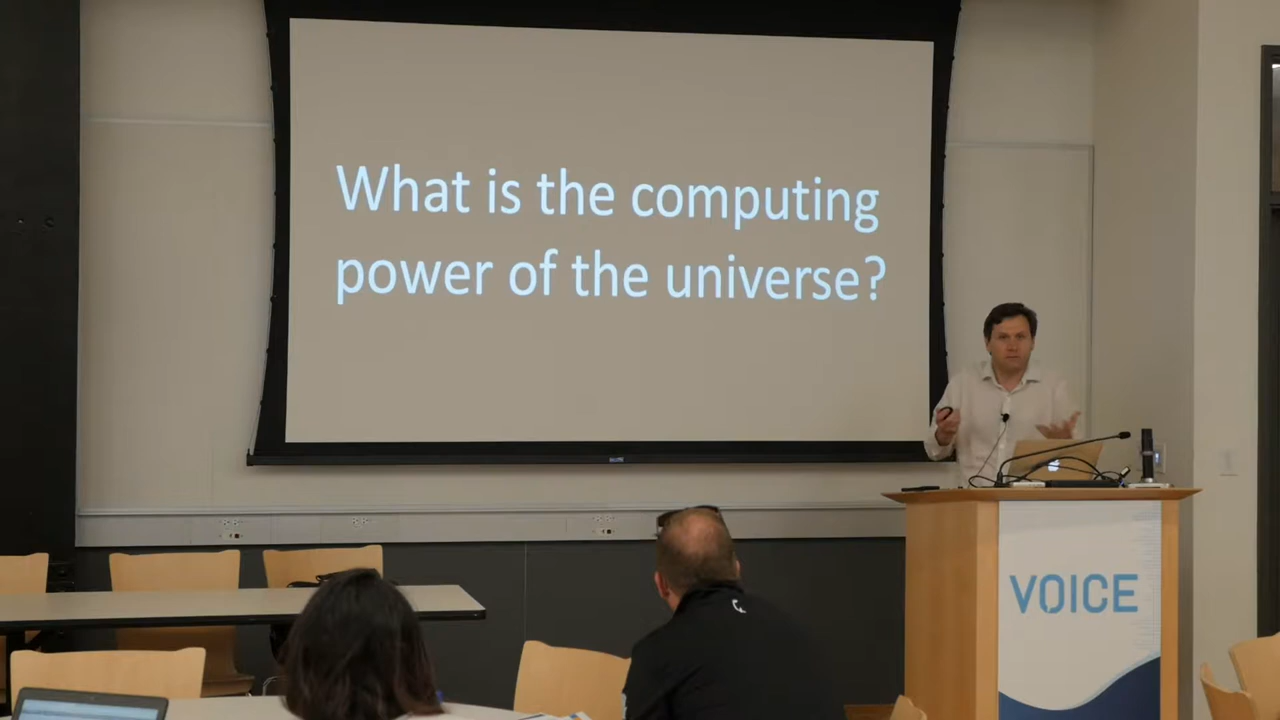 What is the computing
power of the universe?
VOICE